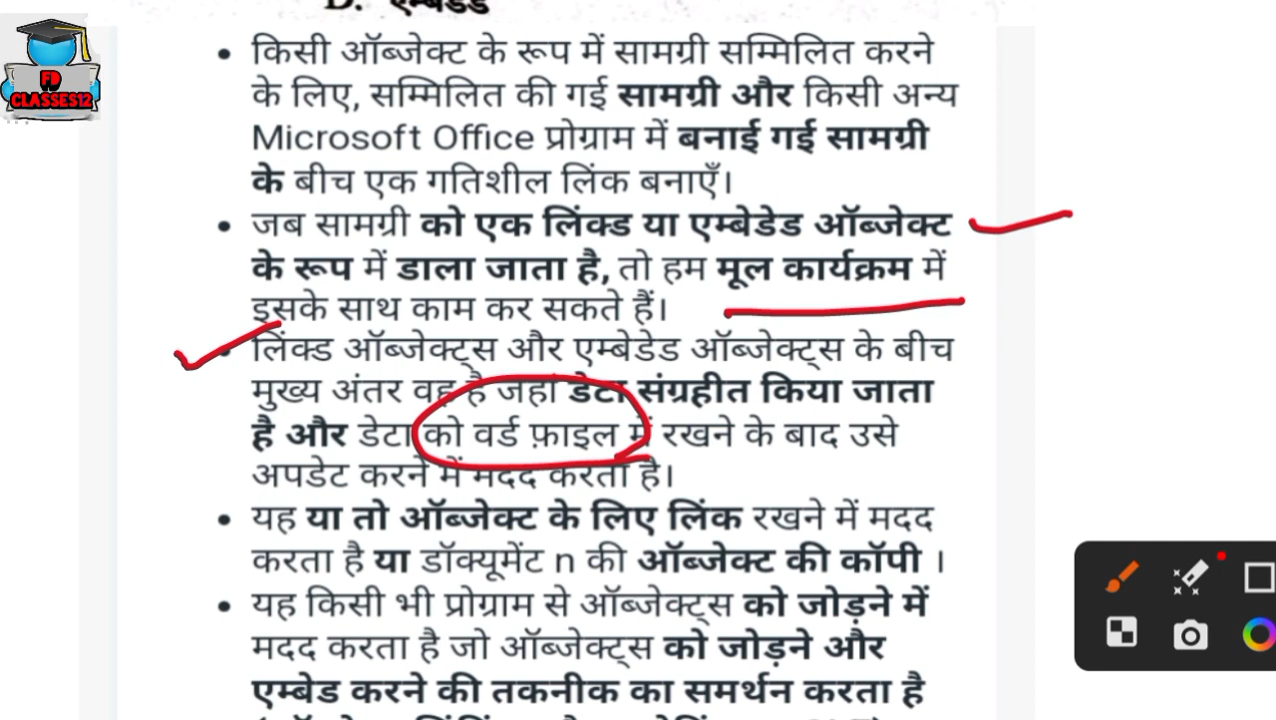 D. एम्बेडेड
FD
CLASSES12
किसी ऑब्जेक्ट के रूप में सामग्री सम्मिलित करने
के लिए, सम्मिलित की गई सामग्री और किसी अन्य
Microsoft Office प्रोग्राम में बनाई गई सामग्री
के बीच एक गतिशील लिंक बनाएँ।
जब सामग्री को एक लिंक्ड या एम्बेडेड ऑब्जेक्ट
के रूप में डाला जाता है, तो हम मूल कार्यक्रम में
इसके साथ काम कर सकते हैं।
लिंक्ड ऑब्जेक्ट्स और एम्बेडेड ऑब्जेक्ट्स के बीच
मुख्य अंतर वह है जहां डेटा संग्रहीत किया जाता
है और डेटा को वर्ड फ़ाइल में रखने के बाद उसे
अपडेट करने में मदद करता है।
यह या तो ऑब्जेक्ट के लिए लिंक रखने में मदद
करता है या डॉक्यूमेंट n की ऑब्जेक्ट की कॉपी ।
यह किसी भी प्रोग्राम से ऑब्जेक्ट्स को जोड़ने में
मदद करता है जो ऑब्जेक्ट्स को जोड़ने और
एम्बेड करने की तकनीक का समर्थन करता है